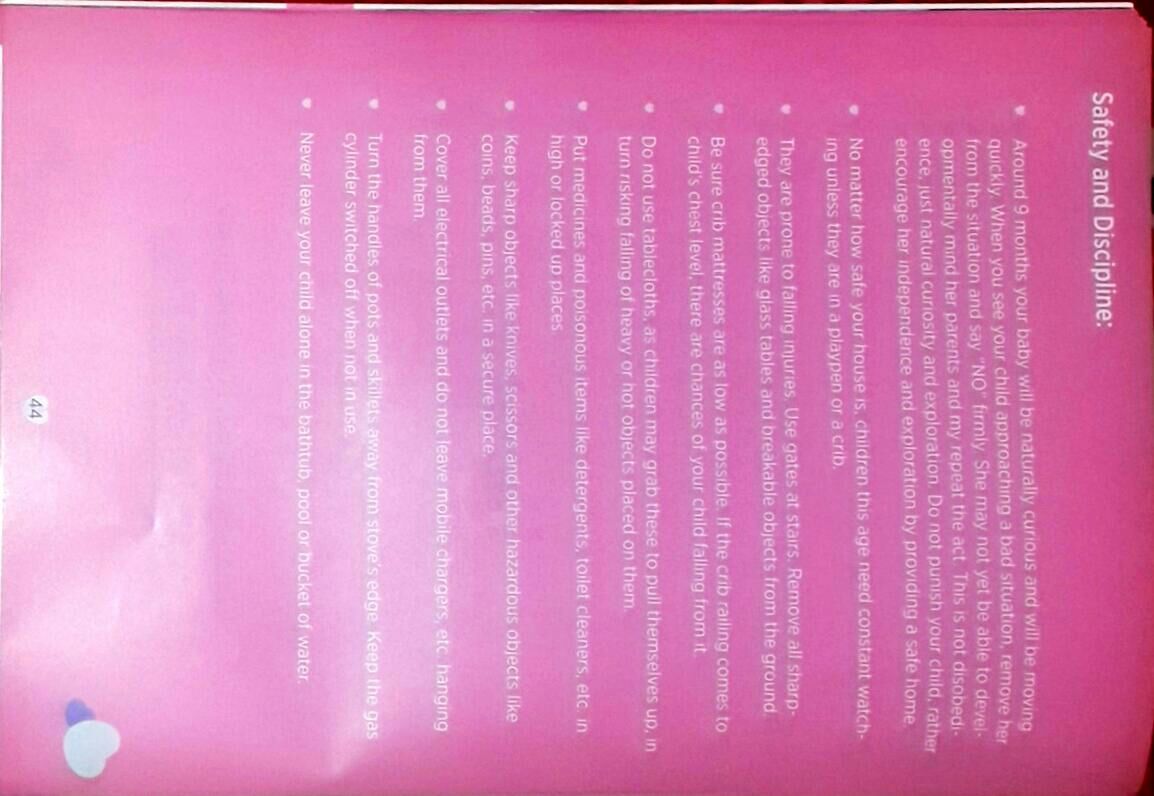 Safety and Discipline:
Around 9 months your baby will be naturally curious and will be moving
quickly. When you see your child approaching a bad situation, remove her
from the situation and say "NO" firmly. She may not yet be able to devel-
opmentally mind her parents and my repeat the act. This is not disobedi-
ence, just natural curiosity and exploration. Do not punish your child, rather
encourage her independence and exploration by providing a safe home.
No matter how safe your house is, children this age need constant watch-
ing unless they are in a playpen or a crib.
They are prone to falling injuries. Use gates at stairs. Remove all sharp-
edged objects like glass tables and breakable objects from the ground.
Be sure crib mattresses are as low as possible. If the crib railing comes to
child's chest level, there are chances of your child falling from it.
Do not use tablecloths, as children may grab these to pull themselves up, in
turn risking falling of heavy or hot objects placed on them.
Put medicines and poisonous items like detergents, toilet cleaners, etc. in
high or locked up places.
Keep sharp objects like knives, scissors and other hazardous objects like
coins, beads, pins, etc. in a secure place.
Cover all electrical outlets and do not leave mobile chargers, etc. hanging
from them.
Turn the handles of pots and skillets away from stove's edge. Keep the gas
cylinder switched off when not in use.
Never leave your child alone in the bathtub, pool or bucket of water.
44